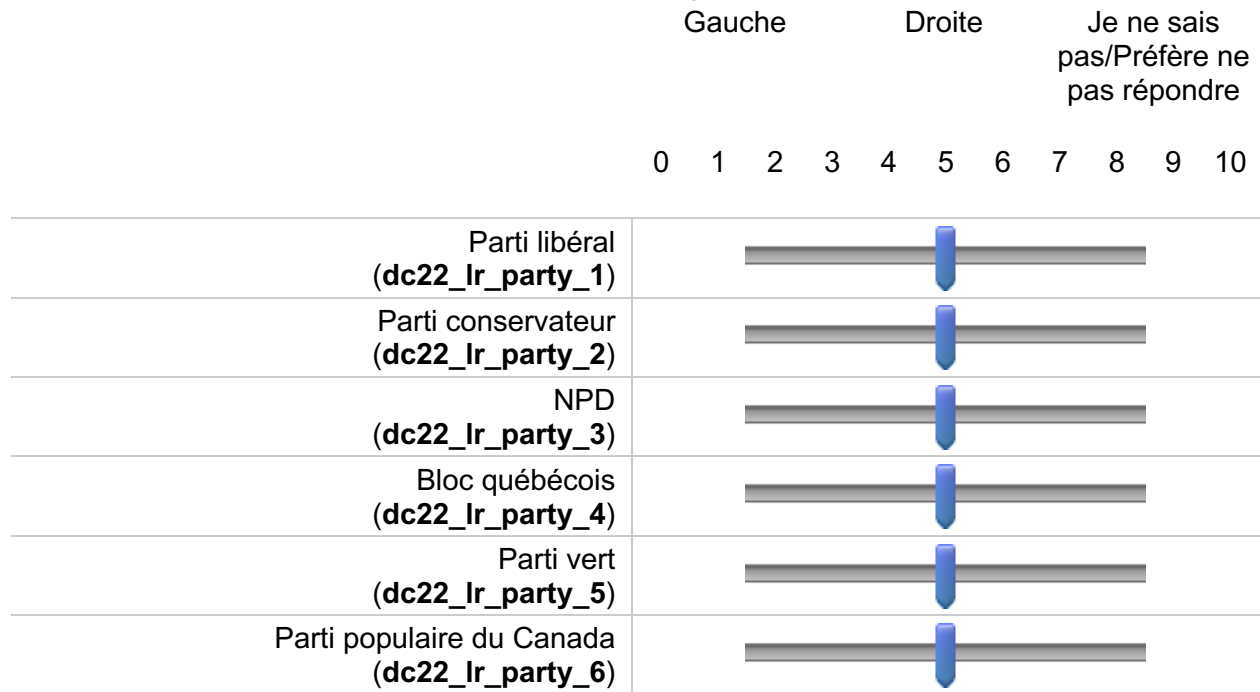 Gauche Droite Je ne sais
pas/Préfère ne
pas répondre
0 1 2 3 4 5 6 7 8 9 10
Parti libéral
(dc22_lr_party_1)
Parti conservateur
(dc22_lr_party_2)
NPD
(dc22_lr_party_3)
Bloc québécois
(dc22_lr_party_4)
Parti vert
(dc22_lr_party_5)
Parti populaire du Canada
(dc22_lr_party_6)